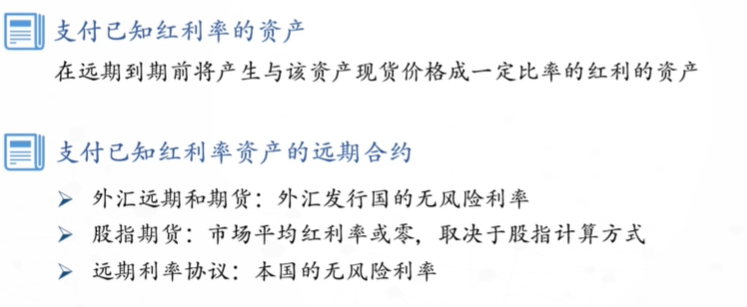 支付已知红利率的资产
在远期到期前将产生与该资产现货价格成一定比率的红利的资产
支付已知红利率资产的远期合约
➢ 外汇远期和期货：外汇发行国的无风险利率
➢ 股指期货：市场平均红利率或零，取决于股指计算方式
➢ 远期利率协议：本国的无风险利率